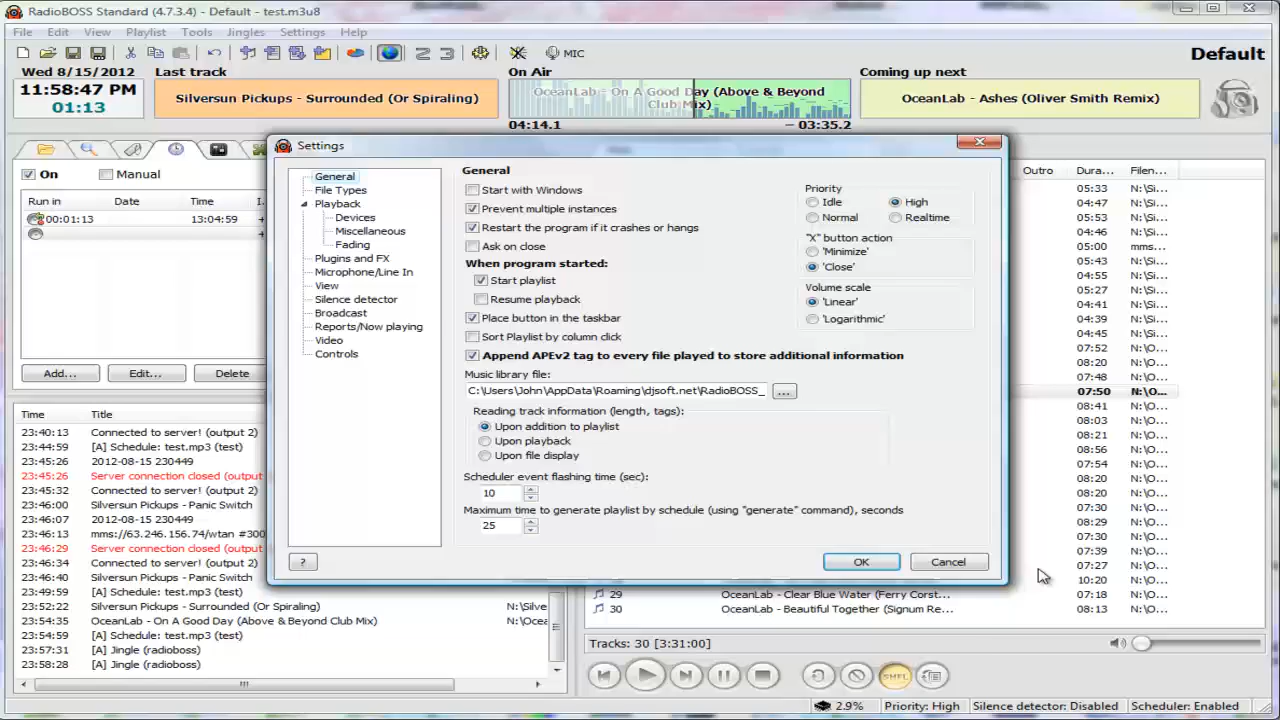 RadioBOSS Standard (4.7.3.4) - Default - test.m3u8
File Edit View Playlist Tools Jingles Settings Help
MIC
Default
Wed 8/15/2012
11:58:47 PM
01:13
Last track
Silversun Pickups - Surrounded (Or Spiraling)
On Air
OceanLab - On A Good Day (Above & Beyond
Club Mix)
04:14.1 – 03:35.2
Coming up next
OceanLab - Ashes (Oliver Smith Remix)
On Manual
Run in Date Time
00:01:13 13:04:59
Add... Edit... Delete
Time Title
23:40:13 Connected to server! (output 2)
23:44:59 [A] Schedule: test.mp3 (test)
23:45:26 2012-08-15 230449
23:45:26 Server connection closed (output
23:45:32 Connected to server! (output 2)
23:46:00 Silversun Pickups - Panic Switch
23:46:07 2012-08-15 230449
23:46:13 mms://63.246.156.74/wtan #300
23:46:29 Server connection closed (output
23:46:34 Connected to server! (output 2)
23:46:40 Silversun Pickups - Panic Switch
23:49:59 [A] Schedule: test.mp3 (test)
23:52:22 Silversun Pickups - Surrounded (Or Spiraling) N:\Silve
23:54:35 OceanLab - On A Good Day (Above & Beyond Club Mix) N:\Ocea
23:54:59 [A] Schedule: test.mp3 (test)
23:58:27 [A] Jingle (radioboss)
23:58:28 [A] Jingle (radioboss)
Settings
General
File Types
Playback
Devices
Miscellaneous
Fading
Plugins and FX
Microphone/Line In
View
Silence detector
Broadcast
Reports/Now playing
Video
Controls
General
Start with Windows
Prevent multiple instances
Restart the program if it crashes or hangs
Ask on close
When program started:
Start playlist
Resume playback
Place button in the taskbar
Sort Playlist by column click
Append APEv2 tag to every file played to store additional information
Music library file:
C:\Users\John\AppData\Roaming\djsoft.net\RadioBOSS_ ...
Reading track information (length, tags):
Upon addition to playlist
Upon playback
Upon file display
Scheduler event flashing time (sec):
10
Maximum time to generate playlist by schedule (using "generate" command), seconds
25
Priority
Idle High
Normal Realtime
"X" button action
'Minimize'
'Close'
Volume scale
'Linear'
'Logarithmic'
? OK Cancel
Outro Dura... Filen...
05:33 N:\Si...
04:47 N:\Si...
05:53 N:\Si...
04:46 N:\Si...
05:00 mms...
05:43 N:\Si...
04:55 N:\Si...
05:27 N:\Si...
04:41 N:\Si...
04:39 N:\Si...
04:45 N:\Si...
07:52 N:\O...
08:20 N:\O...
07:48 N:\O...
07:50 N:\O...
08:41 N:\O...
08:03 N:\O...
08:21 N:\O...
08:56 N:\O...
07:54 N:\O...
08:20 N:\O...
08:20 N:\O...
07:30 N:\O...
08:29 N:\O...
07:30 N:\O...
07:39 N:\O...
07:27 N:\O...
10:20 N:\O...
29 OceanLab - Clear Blue Water (Ferry Corst... 07:18 N:\O...
30 OceanLab - Beautiful Together (Signum Re... 08:13 N:\O...
Tracks: 30 [3:31:00]
SHFL
2.9% Priority: High Silence detector: Disabled Scheduler: Enabled